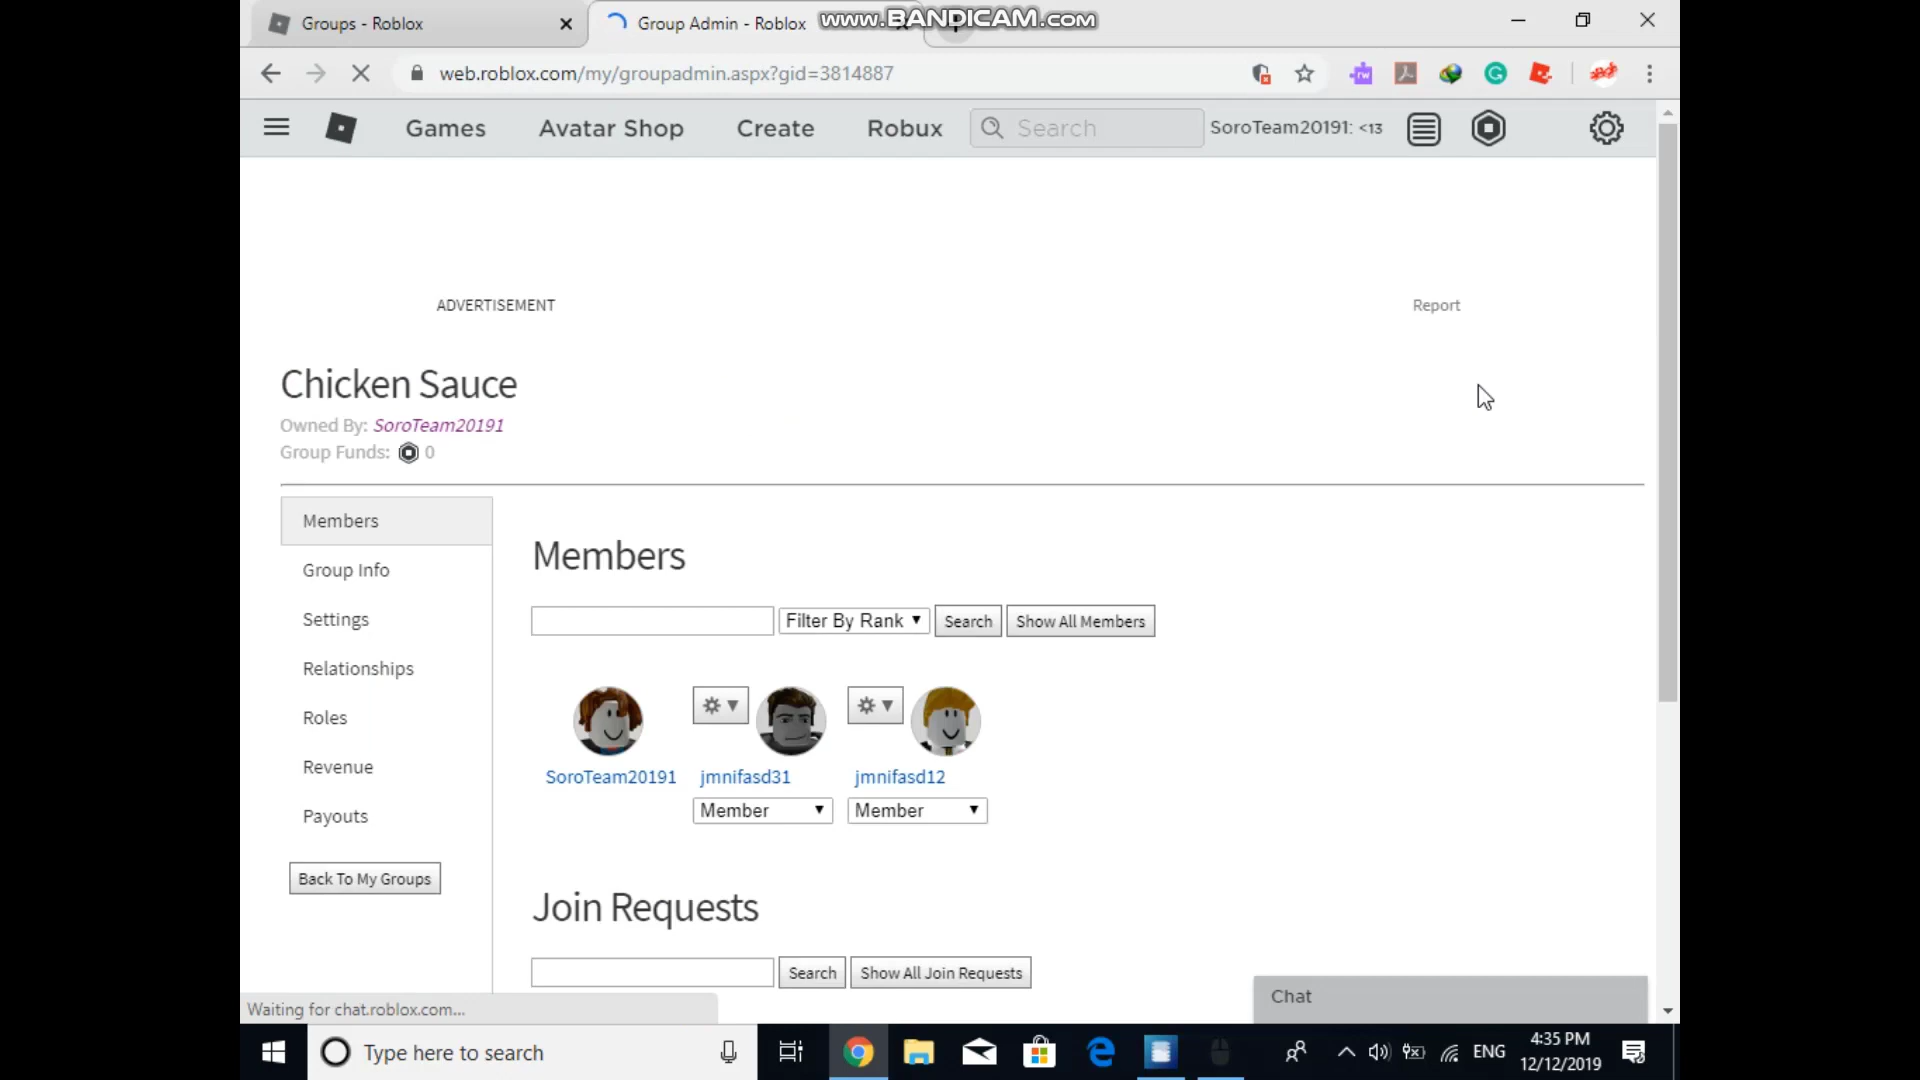 Groups - Roblox
Group Admin - Roblox
www.BANDICAM.com
web.roblox.com/my/groupadmin.aspx?gid=3814887
Games
Avatar Shop
Create
Robux
Search
SoroTeam20191: <13
ADVERTISEMENT
Report
Chicken Sauce
Owned By: SoroTeam20191
Group Funds: 0
Members
Group Info
Settings
Relationships
Roles
Revenue
Payouts
Back To My Groups
Members
Filter By Rank
Search
Show All Members
SoroTeam20191
jmnifasd31
jmnifasd12
Member
Member
Join Requests
Search
Show All Join Requests
Chat
Waiting for chat.roblox.com...
Type here to search
ENG
4:35 PM
12/12/2019